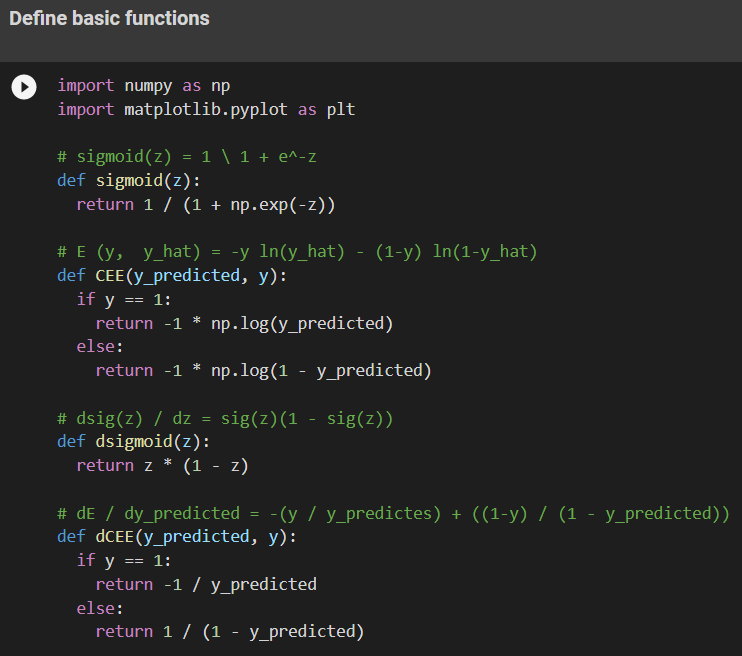 Define basic functions
import numpy as np
import matplotlib.pyplot as plt
# sigmoid(z) = 1 \ 1 + e^-z
def sigmoid(z):
  return 1 / (1 + np.exp(-z))
# E (y,  y_hat) = -y ln(y_hat) - (1-y) ln(1-y_hat)
def CEE(y_predicted, y):
  if y == 1:
    return -1 * np.log(y_predicted)
  else:
    return -1 * np.log(1 - y_predicted)
# dsig(z) / dz = sig(z)(1 - sig(z))
def dsigmoid(z):
  return z * (1 - z)
# dE / dy_predicted = -(y / y_predictes) + ((1-y) / (1 - y_predicted))
def dCEE(y_predicted, y):
  if y == 1:
    return -1 / y_predicted
  else:
    return 1 / (1 - y_predicted)